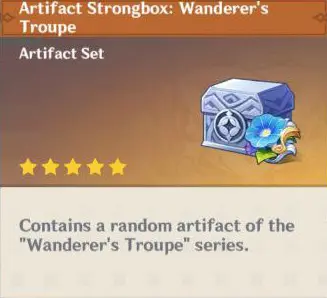 Artifact Strongbox: Wanderer's
Troupe
Artifact Set
Contains a random artifact of the
"Wanderer's Troupe" series.